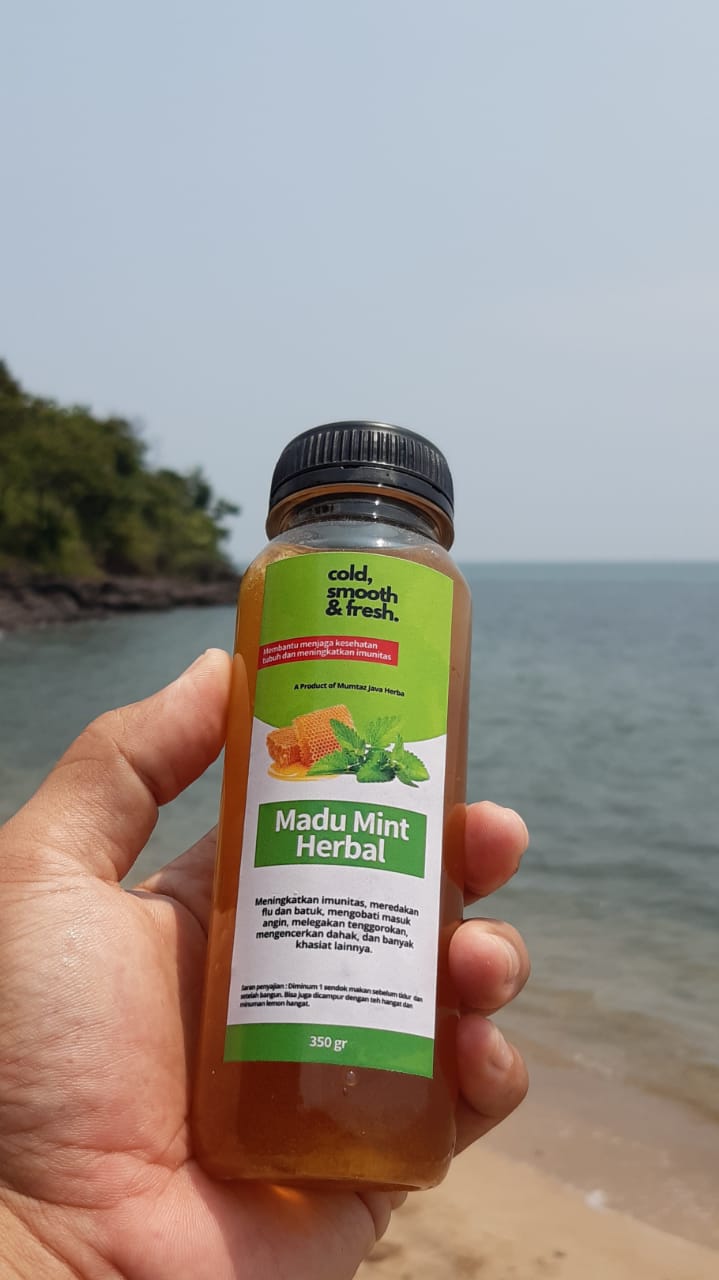 cold,
smooth
& fresh.
Membantu menjaga kesehatan
tubuh dan meningkatkan imunitas
A Product of Mumtaz Java Herba
Madu Mint
Herbal
Meningkatkan imunitas, meredakan
flu dan batuk, mengobati masuk
angin, melegakan tenggorokan,
mengencerkan dahak, dan banyak
khasiat lainnya.
Saran penyajian : Diminum 1 sendok makan sebelum tidur dan
setelah bangun. Bisa juga dicampur dengan teh hangat dan
minuman lemon hangat.
350 gr